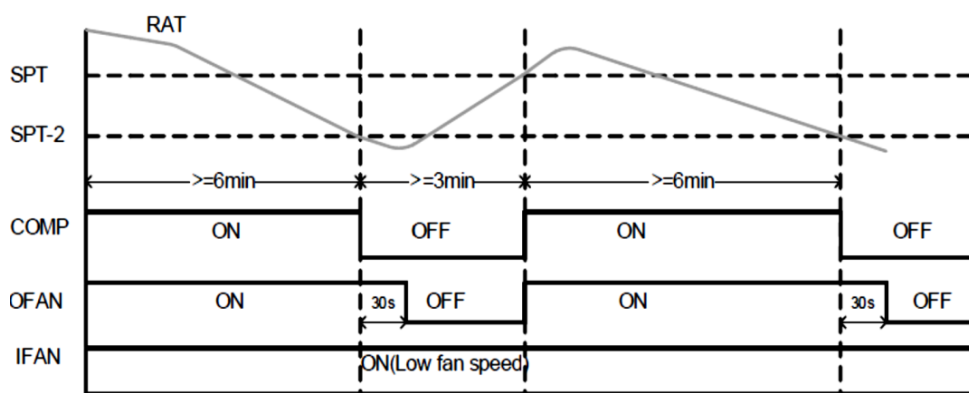 RAT
SPT
SPT-2
>=6min >=3min >=6min
COMP ON OFF ON OFF
OFAN ON 30s OFF ON 30s OFF
IFAN ON(Low fan speed)